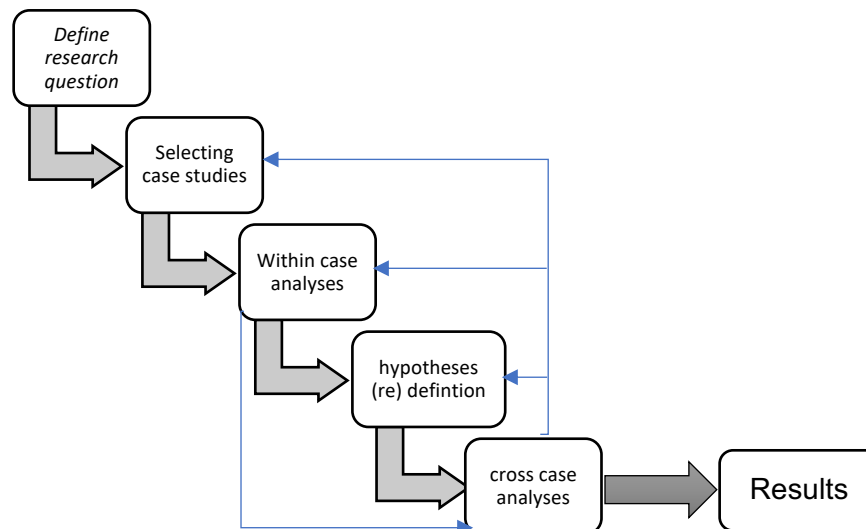 Define
research
question
Selecting
case studies
Within case
analyses
hypotheses
(re) defintion
cross case
analyses
Results